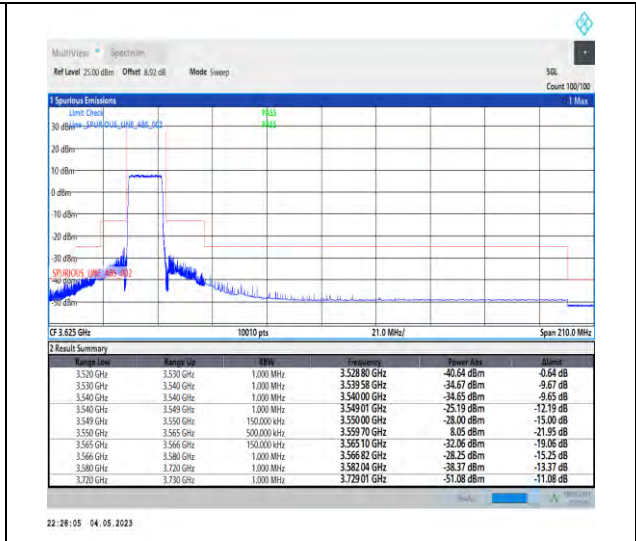 MultiView Spectrum
Ref Level 25.00 dBm Offset 8.92 dB Mode Sweep SGL
Count 100/100
1 Spurious Emissions 1 Max
Limit Check PASS
30 dBm Line _SPURIOUS_LINE_ABS_002 PASS
20 dBm
10 dBm
0 dBm
-10 dBm
-20 dBm
-30 dBm
_SPURIOUS_LINE_ABS_002
-40 dBm
-50 dBm
CF 3.625 GHz 10010 pts 21.0 MHz/ Span 210.0 MHz
2 Result Summary
Range Low Range Up RBW Frequency Power Abs ΔLimit
3.520 GHz 3.530 GHz 1.000 MHz 3.528 80 GHz -40.64 dBm -0.64 dB
3.530 GHz 3.540 GHz 1.000 MHz 3.539 58 GHz -34.67 dBm -9.67 dB
3.540 GHz 3.540 GHz 1.000 MHz 3.540 00 GHz -34.65 dBm -9.65 dB
3.540 GHz 3.549 GHz 1.000 MHz 3.549 01 GHz -25.19 dBm -12.19 dB
3.549 GHz 3.550 GHz 150.000 kHz 3.550 00 GHz -28.00 dBm -15.00 dB
3.550 GHz 3.565 GHz 500.000 kHz 3.559 70 GHz 8.05 dBm -21.95 dB
3.565 GHz 3.566 GHz 150.000 kHz 3.565 10 GHz -32.06 dBm -19.06 dB
3.566 GHz 3.580 GHz 1.000 MHz 3.566 82 GHz -28.25 dBm -15.25 dB
3.580 GHz 3.720 GHz 1.000 MHz 3.582 04 GHz -38.37 dBm -13.37 dB
3.720 GHz 3.730 GHz 1.000 MHz 3.729 01 GHz -51.08 dBm -11.08 dB
22:28:05 04.05.2023